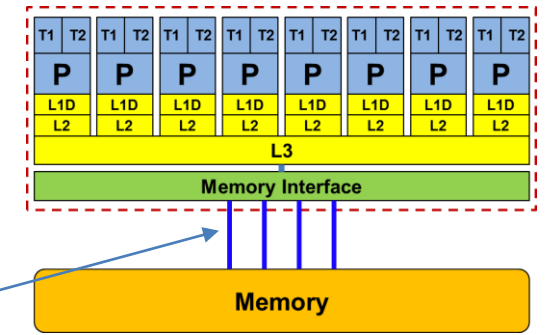 T1 T2 T1 T2 T1 T2 T1 T2 T1 T2 T1 T2 T1 T2 T1 T2
P P P P P P P P
L1D L1D L1D L1D L1D L1D L1D L1D
L2 L2 L2 L2 L2 L2 L2 L2
L3
Memory Interface
Memory